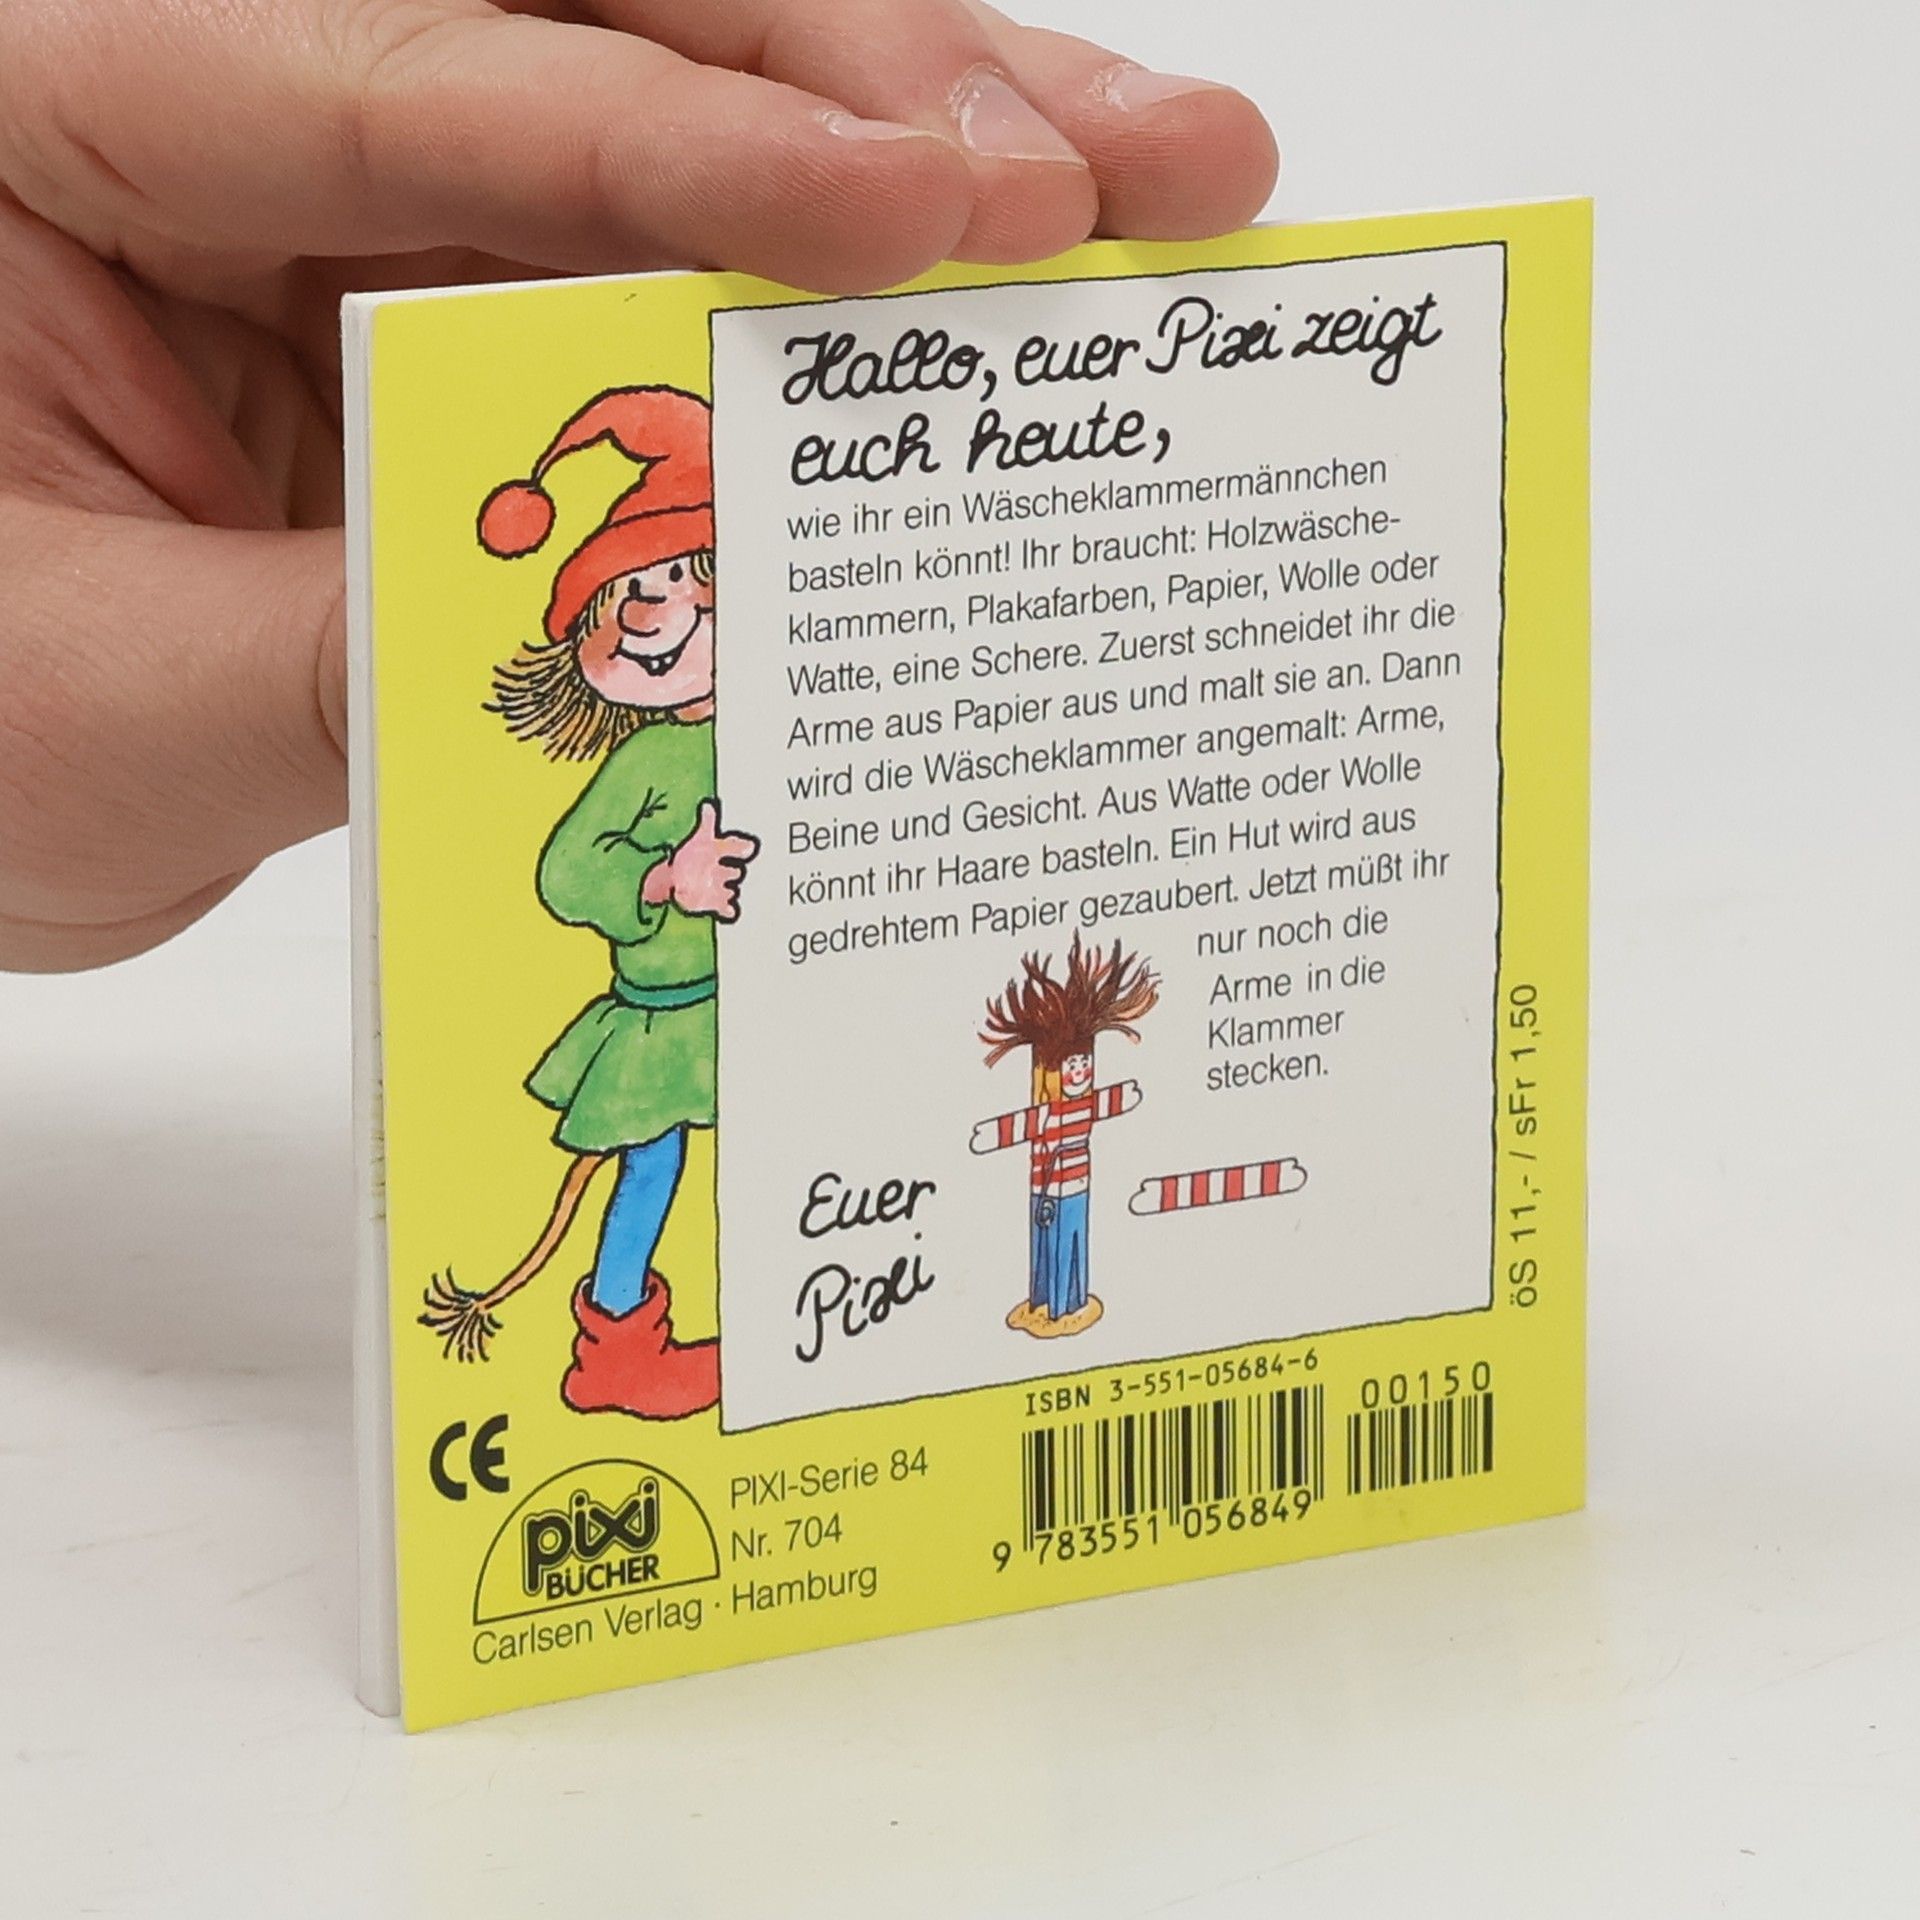 Hallo, euer Pixi zeigt
euch heute,
wie ihr ein Wäscheklammermännchen
basteln könnt! Ihr braucht: Holzwäsche-
klammern, Plakafarben, Papier, Wolle oder
Watte, eine Schere. Zuerst schneidet ihr die
Arme aus Papier aus und malt sie an. Dann
wird die Wäscheklammer angemalt: Arme,
Beine und Gesicht. Aus Watte oder Wolle
könnt ihr Haare basteln. Ein Hut wird aus
gedrehtem Papier gezaubert. Jetzt müßt ihr
nur noch die
Arme in die
Klammer
stecken.
Euer
Pixi
öS 11,- / sFr 1,50
CE
pixi
BÜCHER
Carlsen Verlag · Hamburg
PIXI-Serie 84
Nr. 704
ISBN 3-551-05684-6
00150
9 783551 056849